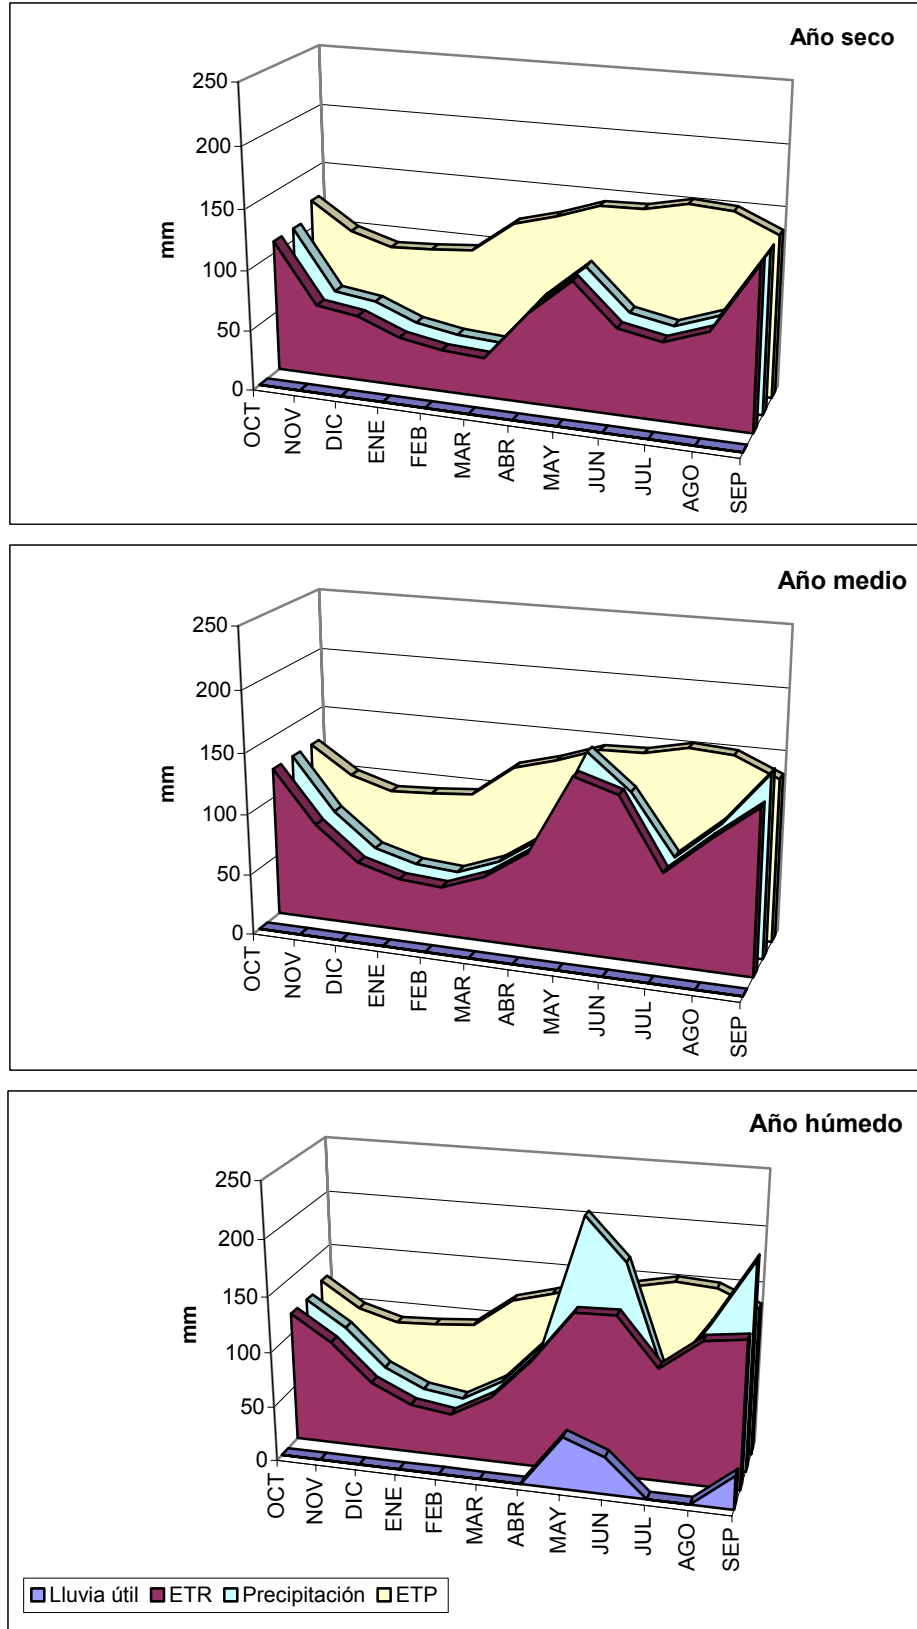 Año seco
250
200
150
100
50
0
mm
OCT
NOV
DIC
ENE
FEB
MAR
ABR
MAY
JUN
JUL
AGO
SEP
Año medio
250
200
150
100
50
0
mm
OCT
NOV
DIC
ENE
FEB
MAR
ABR
MAY
JUN
JUL
AGO
SEP
Año húmedo
250
200
150
100
50
0
mm
OCT
NOV
DIC
ENE
FEB
MAR
ABR
MAY
JUN
JUL
AGO
SEP
Lluvia útil ETR Precipitación ETP